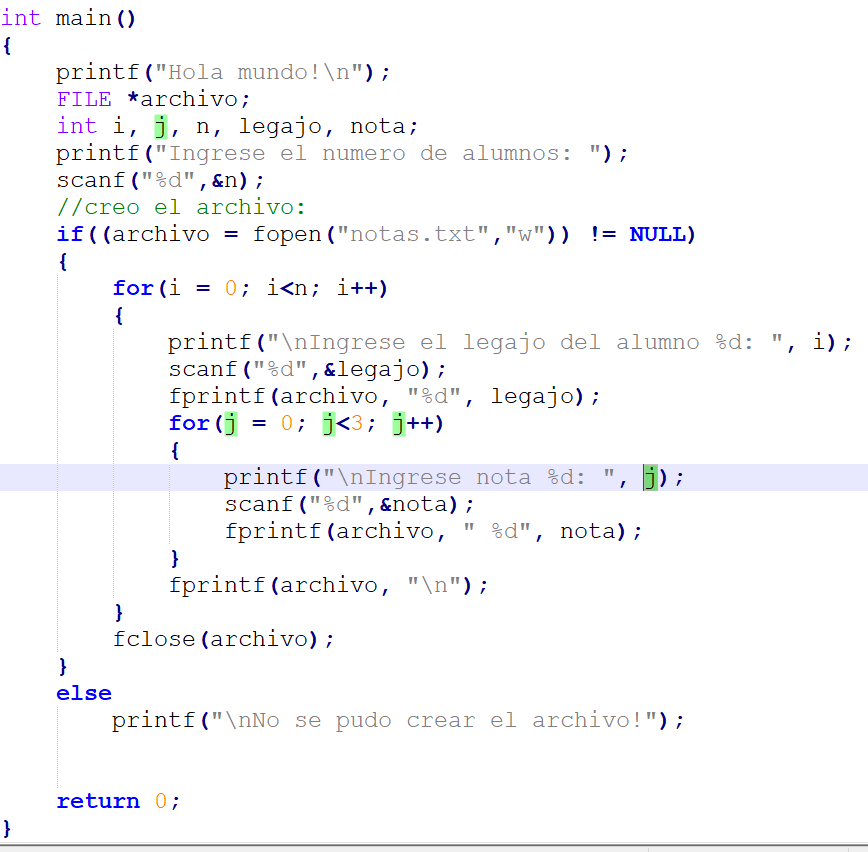 int main()
{
    printf("Hola mundo!\n");
    FILE *archivo;
    int i, j, n, legajo, nota;
    printf("Ingrese el numero de alumnos: ");
    scanf("%d",&n);
    //creo el archivo:
    if((archivo = fopen("notas.txt","w")) != NULL)
    {
        for(i = 0; i<n; i++)
        {
            printf("\nIngrese el legajo del alumno %d: ", i);
            scanf("%d",&legajo);
            fprintf(archivo, "%d", legajo);
            for(j = 0; j<3; j++)
            {
                printf("\nIngrese nota %d: ", j);
                scanf("%d",&nota);
                fprintf(archivo, " %d", nota);
            }
            fprintf(archivo, "\n");
        }
        fclose(archivo);
    }
    else
        printf("\nNo se pudo crear el archivo!");
    return 0;
}